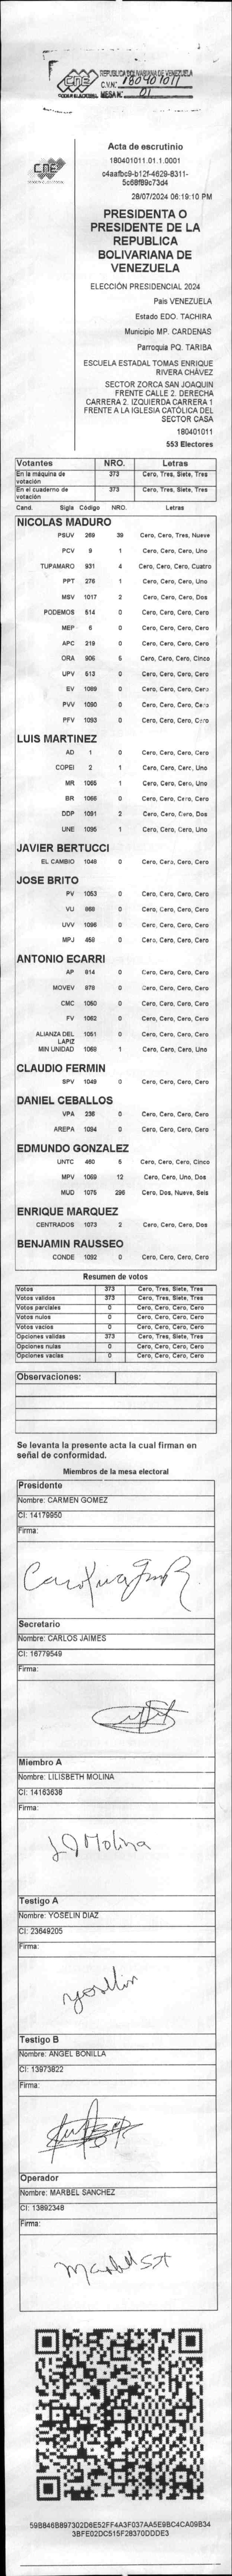 CNE
REPUBLICA BOLIVARIANA DE VENEZUELA
C.V.N° 180401011
MESA N° 01
CNE
Acta de escrutinio
180401011.01.1.0001
c4aafbc9-b12f-4629-8311-
5c68f89c73d4
28/07/2024 06:19:10 PM
PRESIDENTA O
PRESIDENTE DE LA
REPUBLICA
BOLIVARIANA DE
VENEZUELA
ELECCIÓN PRESIDENCIAL 2024
País VENEZUELA
Estado EDO. TACHIRA
Municipio MP. CARDENAS
Parroquia PQ. TARIBA
ESCUELA ESTADAL TOMAS ENRIQUE
RIVERA CHÁVEZ
SECTOR ZORCA SAN JOAQUIN
FRENTE CALLE 2. DERECHA
CARRERA 2. IZQUIERDA CARRERA 1
FRENTE A LA IGLESIA CATÓLICA DEL
SECTOR CASA
180401011
553 Electores
Votantes NRO. Letras
En la máquina de votación 373 Cero, Tres, Siete, Tres
En el cuaderno de votación 373 Cero, Tres, Siete, Tres
Cand. Sigla Código NRO. Letras
NICOLAS MADURO
PSUV 269 39 Cero, Cero, Tres, Nueve
PCV 9 1 Cero, Cero, Cero, Uno
TUPAMARO 931 4 Cero, Cero, Cero, Cuatro
PPT 276 1 Cero, Cero, Cero, Uno
MSV 1017 2 Cero, Cero, Cero, Dos
PODEMOS 514 0 Cero, Cero, Cero, Cero
MEP 6 0 Cero, Cero, Cero, Cero
APC 219 0 Cero, Cero, Cero, Cero
ORA 906 5 Cero, Cero, Cero, Cinco
UPV 513 0 Cero, Cero, Cero, Cero
EV 1089 0 Cero, Cero, Cero, Cero
PVV 1090 0 Cero, Cero, Cero, Cero
PFV 1093 0 Cero, Cero, Cero, Cero
LUIS MARTINEZ
AD 1 0 Cero, Cero, Cero, Cero
COPEI 2 1 Cero, Cero, Cero, Uno
MR 1065 1 Cero, Cero, Cero, Uno
BR 1068 0 Cero, Cero, Cero, Cero
DDP 1091 2 Cero, Cero, Cero, Dos
UNE 1095 1 Cero, Cero, Cero, Uno
JAVIER BERTUCCI
EL CAMBIO 1048 0 Cero, Cero, Cero, Cero
JOSE BRITO
PV 1053 0 Cero, Cero, Cero, Cero
VU 868 0 Cero, Cero, Cero, Cero
UVV 1096 0 Cero, Cero, Cero, Cero
MPJ 458 0 Cero, Cero, Cero, Cero
ANTONIO ECARRI
AP 614 0 Cero, Cero, Cero, Cero
MOVEV 878 0 Cero, Cero, Cero, Cero
CMC 1050 0 Cero, Cero, Cero, Cero
FV 1062 0 Cero, Cero, Cero, Cero
ALIANZA DEL LAPIZ 1051 0 Cero, Cero, Cero, Cero
MIN UNIDAD 1069 1 Cero, Cero, Cero, Uno
CLAUDIO FERMIN
SPV 1049 0 Cero, Cero, Cero, Cero
DANIEL CEBALLOS
VPA 236 0 Cero, Cero, Cero, Cero
AREPA 1094 0 Cero, Cero, Cero, Cero
EDMUNDO GONZALEZ
UNTC 460 5 Cero, Cero, Cero, Cinco
MPV 1069 12 Cero, Cero, Uno, Dos
MUD 1075 296 Cero, Dos, Nueve, Seis
ENRIQUE MARQUEZ
CENTRADOS 1073 2 Cero, Cero, Cero, Dos
BENJAMIN RAUSSEO
CONDE 1092 0 Cero, Cero, Cero, Cero
Resumen de votos
Votos 373 Cero, Tres, Siete, Tres
Votos validos 373 Cero, Tres, Siete, Tres
Votos parciales 0 Cero, Cero, Cero, Cero
Votos nulos 0 Cero, Cero, Cero, Cero
Votos vacios 0 Cero, Cero, Cero, Cero
Opciones validas 373 Cero, Tres, Siete, Tres
Opciones nulas 0 Cero, Cero, Cero, Cero
Opciones vacias 0 Cero, Cero, Cero, Cero
Observaciones:
Se levanta la presente acta la cual firman en
señal de conformidad.
Miembros de la mesa electoral
Presidente
Nombre: CARMEN GOMEZ
CI: 14179950
Firma:
Secretario
Nombre: CARLOS JAIMES
CI: 16779549
Firma:
Miembro A
Nombre: LILISBETH MOLINA
CI: 14163638
Firma:
Molina
Testigo A
Nombre: YOSELIN DIAZ
CI: 23649205
Firma:
yoselin
Testigo B
Nombre: ANGEL BONILLA
CI: 13973822
Firma:
Operador
Nombre: MARBEL SANCHEZ
CI: 13892348
Firma:
59B846B897302D6E52FF4A3F037AA5E9BC4CA09B34
3BFE02DC515F28370DDDE3